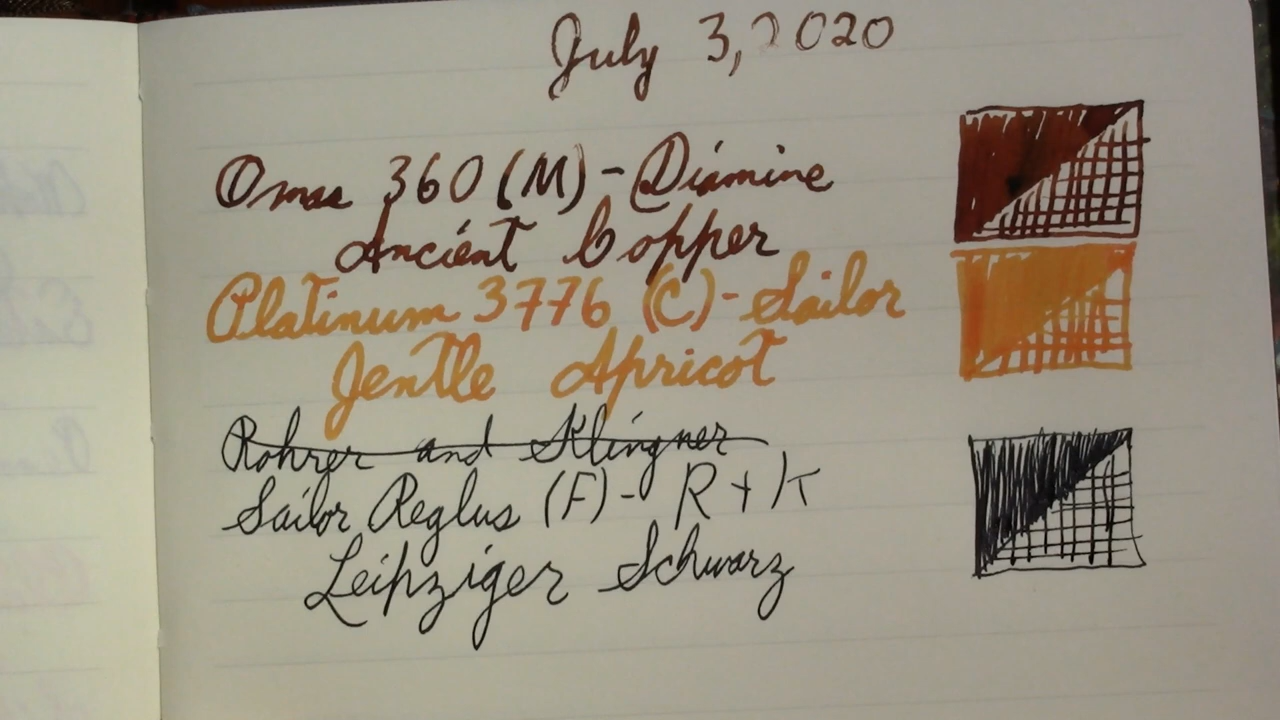 July 3, 2020
Omas 360 (M) - Diamine
Ancient Copper
Platinum 3776 (C) - Sailor
Jentle Apricot
Rohrer and Klingner
Sailor Reglus (F) - R + K
Leipziger Schwarz